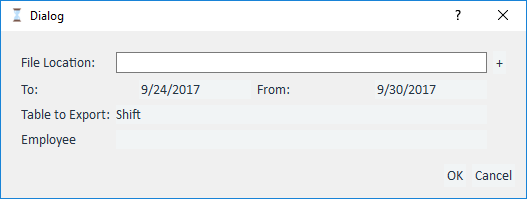 Dialog ? ×
File Location: +
To: 9/24/2017 From: 9/30/2017
Table to Export: Shift
Employee
OK Cancel